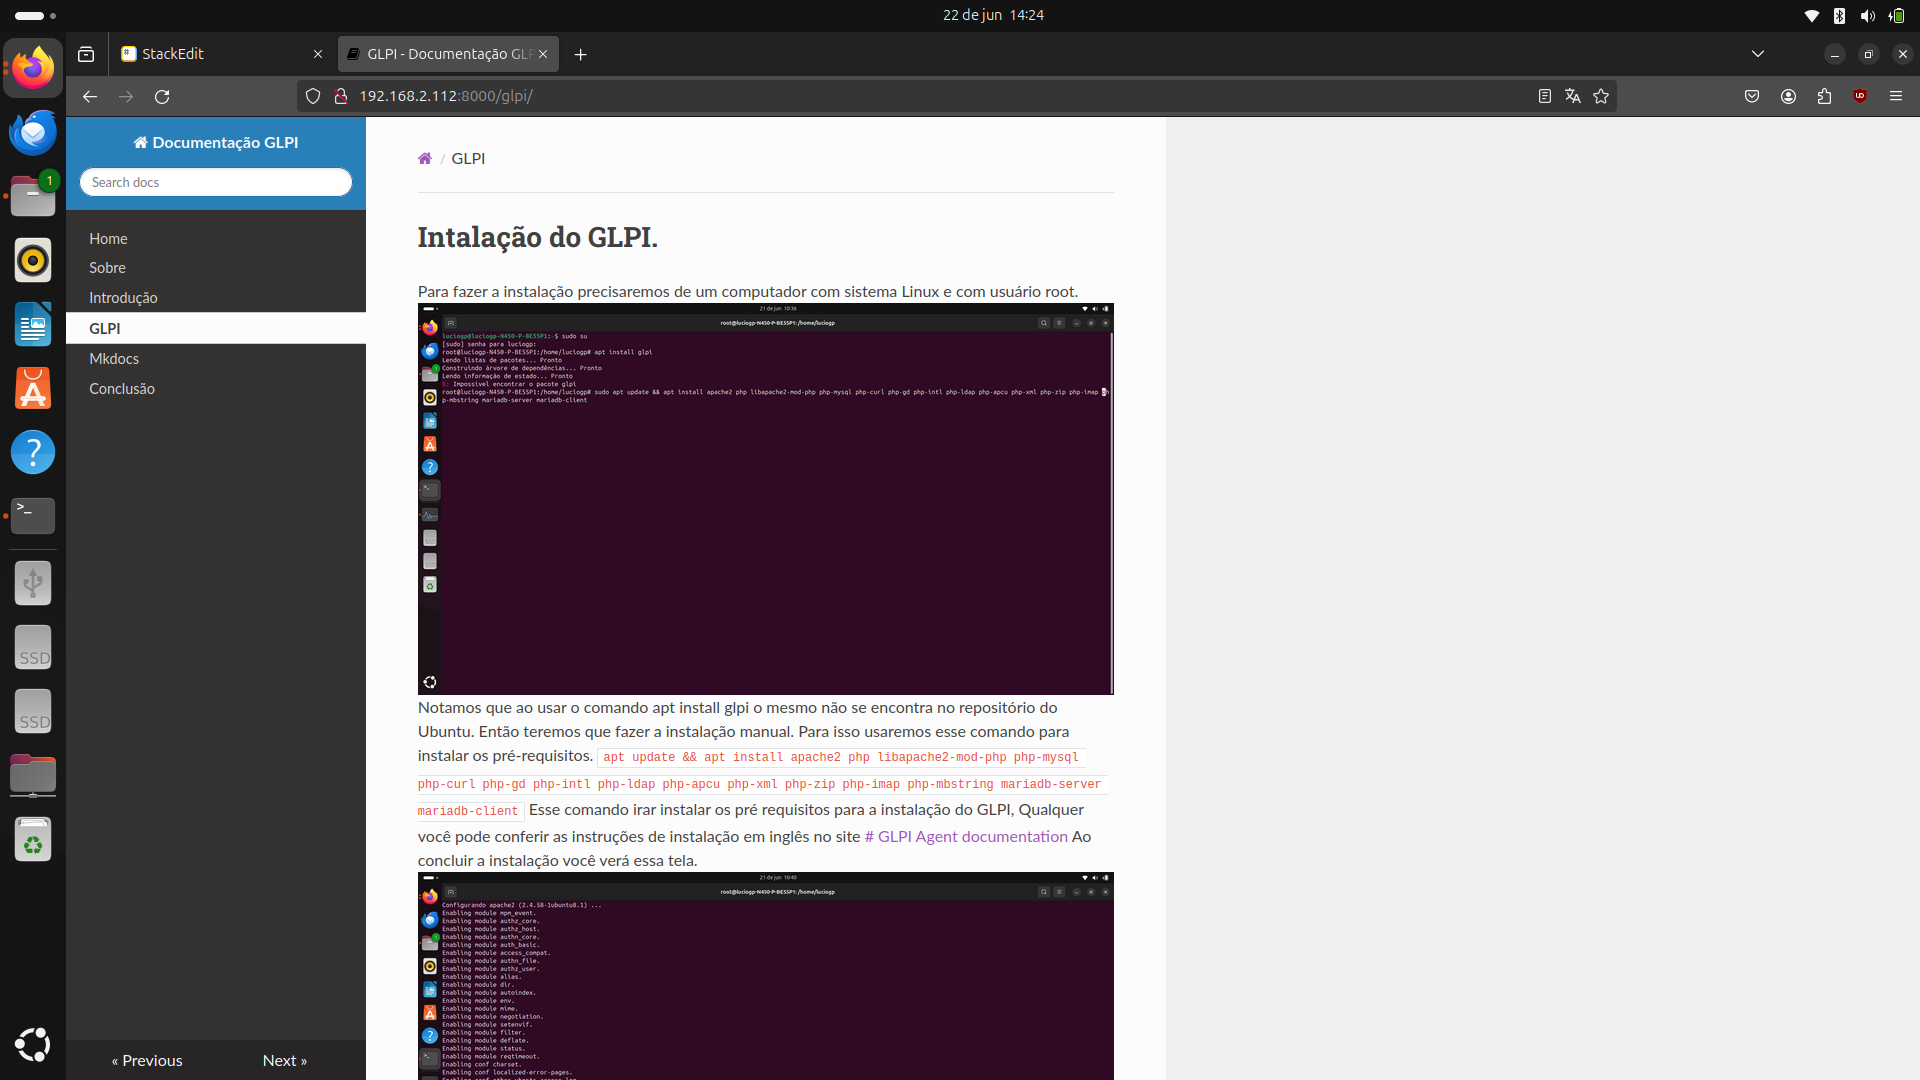 22 de jun 14:24
StackEdit
GLPI - Documentação GLP
192.168.2.112:8000/glpi/
Documentação GLPI
Search docs
Home
Sobre
Introdução
GLPI
Mkdocs
Conclusão
« Previous Next »
1
SSD
SSD
/ GLPI
Intalação do GLPI.
Para fazer a instalação precisaremos de um computador com sistema Linux e com usuário root.
21 de jun 10:36
root@luciogp-N450-P-BE55P1: /home/luciogp
luciogp@luciogp-N450-P-BE55P1:~$ sudo su
[sudo] senha para luciogp:
root@luciogp-N450-P-BE55P1:/home/luciogp# apt install glpi
Lendo listas de pacotes... Pronto
Construindo árvore de dependências... Pronto
Lendo informação de estado... Pronto
E: Impossível encontrar o pacote glpi
root@luciogp-N450-P-BE55P1:/home/luciogp# sudo apt update && apt install apache2 php libapache2-mod-php php-mysql php-curl php-gd php-intl php-ldap php-apcu php-xml php-zip php-imap ph
p-mbstring mariadb-server mariadb-client
Notamos que ao usar o comando apt install glpi o mesmo não se encontra no repositório do
Ubuntu. Então teremos que fazer a instalação manual. Para isso usaremos esse comando para
instalar os pré-requisitos. apt update && apt install apache2 php libapache2-mod-php php-mysql
php-curl php-gd php-intl php-ldap php-apcu php-xml php-zip php-imap php-mbstring mariadb-server
mariadb-client Esse comando irar instalar os pré requisitos para a instalação do GLPI, Qualquer
você pode conferir as instruções de instalação em inglês no site # GLPI Agent documentation Ao
concluir a instalação você verá essa tela.
21 de jun 10:40
root@luciogp-N450-P-BE55P1: /home/luciogp
Configurando apache2 (2.4.58-1ubuntu8.1) ...
Enabling module mpm_event.
Enabling module authz_core.
Enabling module authz_host.
Enabling module authn_core.
Enabling module auth_basic.
Enabling module access_compat.
Enabling module authn_file.
Enabling module authz_user.
Enabling module alias.
Enabling module dir.
Enabling module autoindex.
Enabling module env.
Enabling module mime.
Enabling module negotiation.
Enabling module setenvif.
Enabling module filter.
Enabling module deflate.
Enabling module status.
Enabling module reqtimeout.
Enabling conf charset.
Enabling conf localized-error-pages.